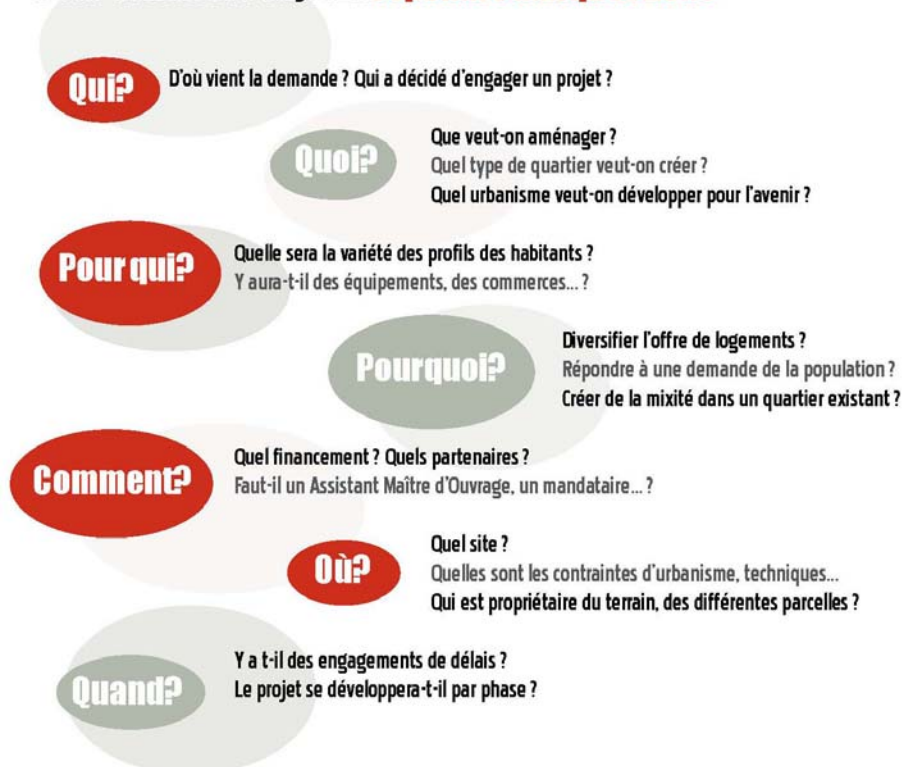 Qui?
D'où vient la demande ? Qui a décidé d'engager un projet ?
Quoi?
Que veut-on aménager ?
Quel type de quartier veut-on créer ?
Quel urbanisme veut-on développer pour l'avenir ?
Pour qui?
Quelle sera la variété des profils des habitants ?
Y aura-t-il des équipements, des commerces... ?
Pourquoi?
Diversifier l'offre de logements ?
Répondre à une demande de la population ?
Créer de la mixité dans un quartier existant ?
Comment?
Quel financement ? Quels partenaires ?
Faut-il un Assistant Maître d'Ouvrage, un mandataire... ?
Où?
Quel site ?
Quelles sont les contraintes d'urbanisme, techniques...
Qui est propriétaire du terrain, des différentes parcelles ?
Quand?
Y a t-il des engagements de délais ?
Le projet se développera-t-il par phase ?